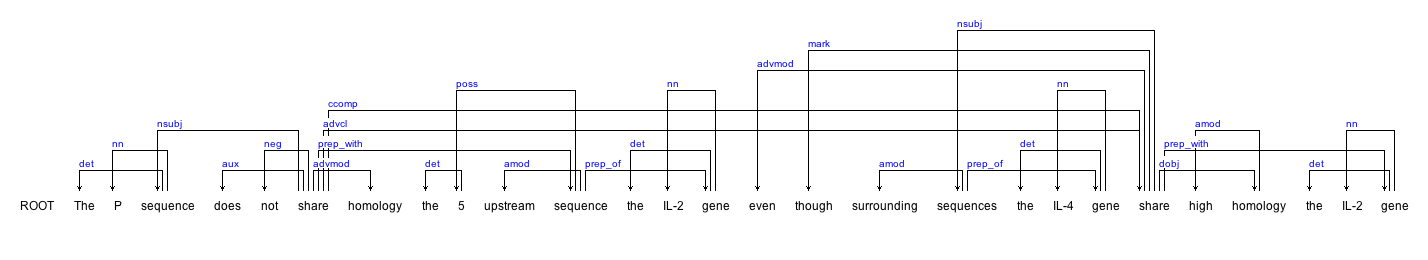 nsubj
mark
advmod
poss nn nn
ccomp
nsubj advcl amod nn
nn neg prep_with det det prep_with
det aux advmod det amod prep_of amod prep_of dobj det
ROOT The P sequence does not share homology the 5 upstream sequence the IL-2 gene even though surrounding sequences the IL-4 gene share high homology the IL-2 gene